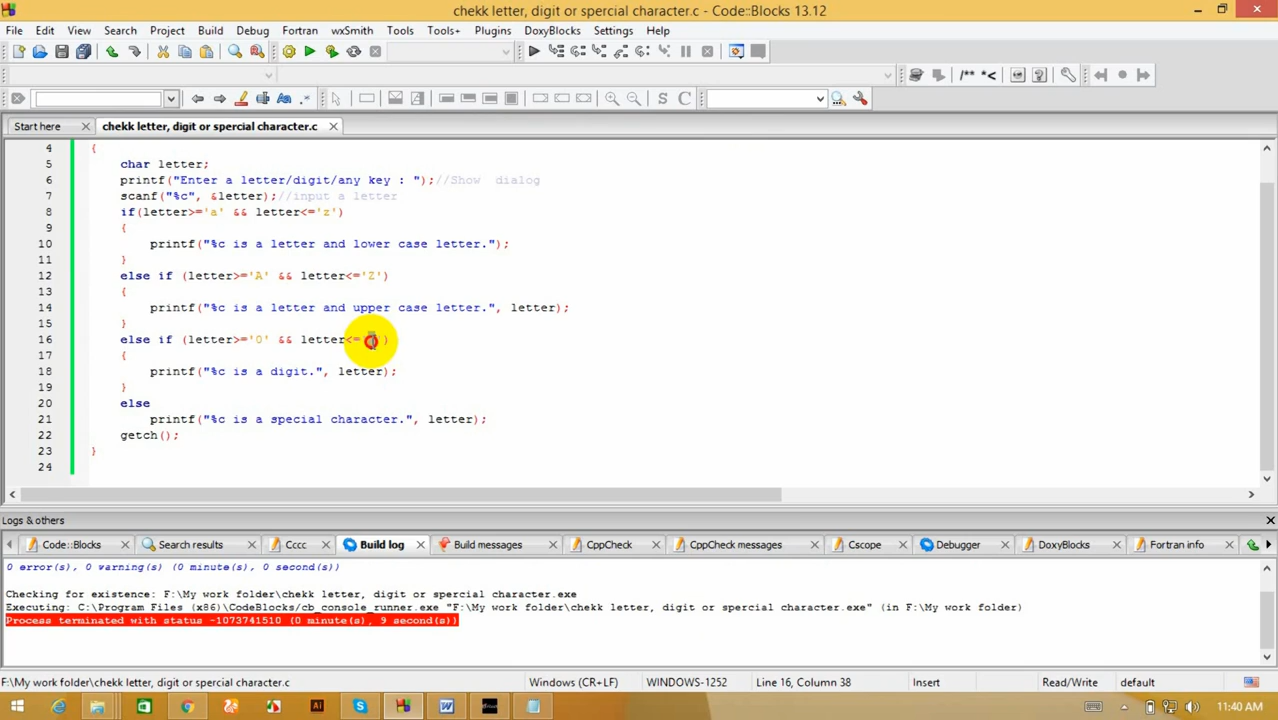 chekk letter, digit or spercial character.c - Code::Blocks 13.12
File Edit View Search Project Build Debug Fortran wxSmith Tools Tools+ Plugins DoxyBlocks Settings Help
/** *<
S C
Start here
chekk letter, digit or spercial character.c
4 {
5 char letter;
6 printf("Enter a letter/digit/any key : ");//Show dialog
7 scanf("%c", &letter);//input a letter
8 if(letter>='a' && letter<='z')
9 {
10 printf("%c is a letter and lower case letter.");
11 }
12 else if (letter>='A' && letter<='Z')
13 {
14 printf("%c is a letter and upper case letter.", letter);
15 }
16 else if (letter>='0' && letter<=' ')
17 {
18 printf("%c is a digit.", letter);
19 }
20 else
21 printf("%c is a special character.", letter);
22 getch();
23 }
24
Logs & others
Code::Blocks Search results Cccc Build log Build messages CppCheck CppCheck messages Cscope Debugger DoxyBlocks Fortran info
0 error(s), 0 warning(s) (0 minute(s), 0 second(s))
Checking for existence: F:\My work folder\chekk letter, digit or spercial character.exe
Executing: C:\Program Files (x86)\CodeBlocks/cb_console_runner.exe "F:\My work folder\chekk letter, digit or spercial character.exe" (in F:\My work folder)
Process terminated with status -1073741510 (0 minute(s), 9 second(s))
F:\My work folder\chekk letter, digit or spercial character.c
Windows (CR+LF) WINDOWS-1252 Line 16, Column 38 Insert Read/Write default
Ai
11:40 AM